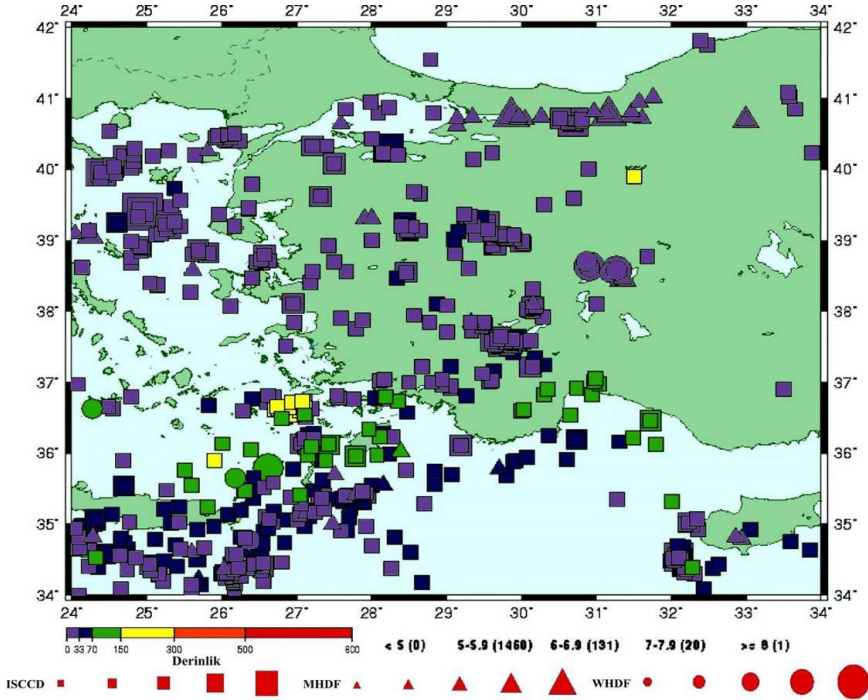 24° 25° 26° 27° 28° 29° 30° 31° 32° 33° 34°
42° 42°
41° 41°
40° 40°
39° 39°
38° 38°
37° 37°
36° 36°
35° 35°
34° 34°
24° 25° 26° 27° 28° 29° 30° 31° 32° 33° 34°
0 33 70 150 300 500 800
Derinlik
< 5 (0) 5-5.9 (1460) 6-6.9 (131) 7-7.9 (20) >= 8 (1)
ISCCD MHDF WHDF